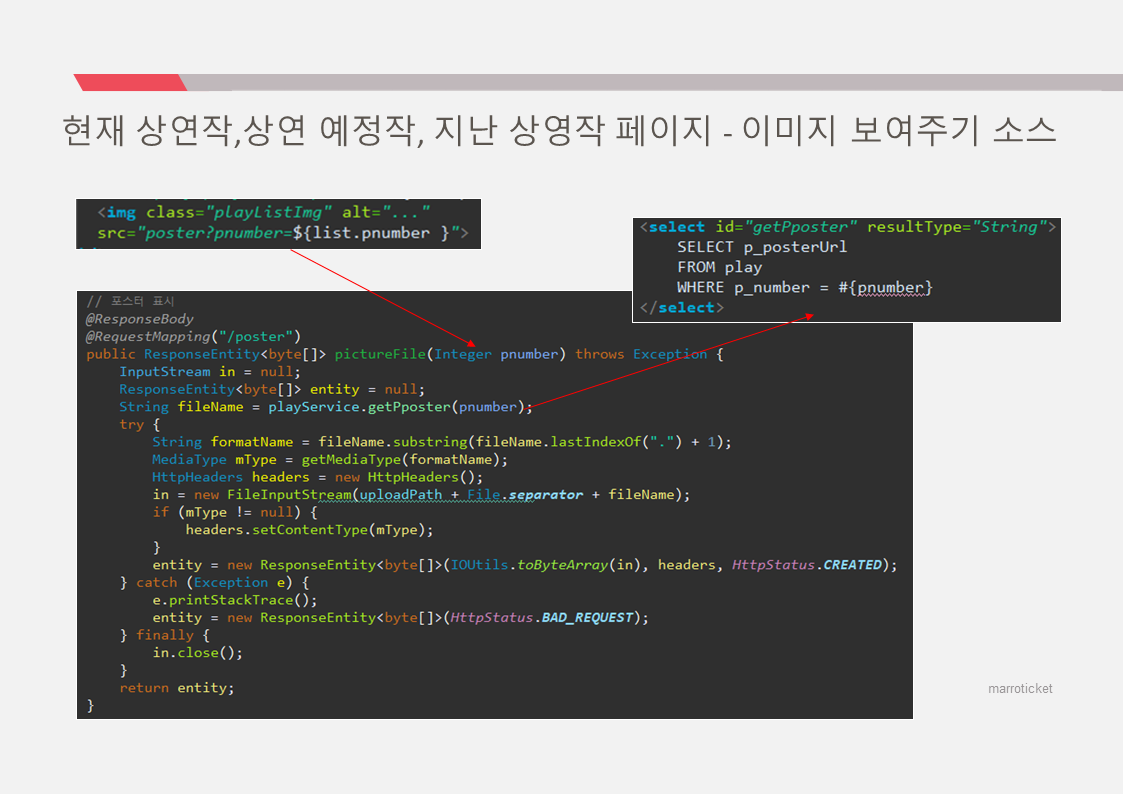 현재 상연작,상연 예정작, 지난 상영작 페이지 - 이미지 보여주기 소스
<img class="playListImg" alt="..."
src="poster?pnumber=${list.pnumber }">
<select id="getPposter" resultType="String">
SELECT p_posterUrl
FROM play
WHERE p_number = #{pnumber}
</select>
// 포스터 표시
@ResponseBody
@RequestMapping("/poster")
public ResponseEntity<byte[]> pictureFile(Integer pnumber) throws Exception {
InputStream in = null;
ResponseEntity<byte[]> entity = null;
String fileName = playService.getPposter(pnumber);
try {
String formatName = fileName.substring(fileName.lastIndexOf(".") + 1);
MediaType mType = getMediaType(formatName);
HttpHeaders headers = new HttpHeaders();
in = new FileInputStream(uploadPath + File.separator + fileName);
if (mType != null) {
headers.setContentType(mType);
}
entity = new ResponseEntity<byte[]>(IOUtils.toByteArray(in), headers, HttpStatus.CREATED);
} catch (Exception e) {
e.printStackTrace();
entity = new ResponseEntity<byte[]>(HttpStatus.BAD_REQUEST);
} finally {
in.close();
}
return entity;
}
marroticket